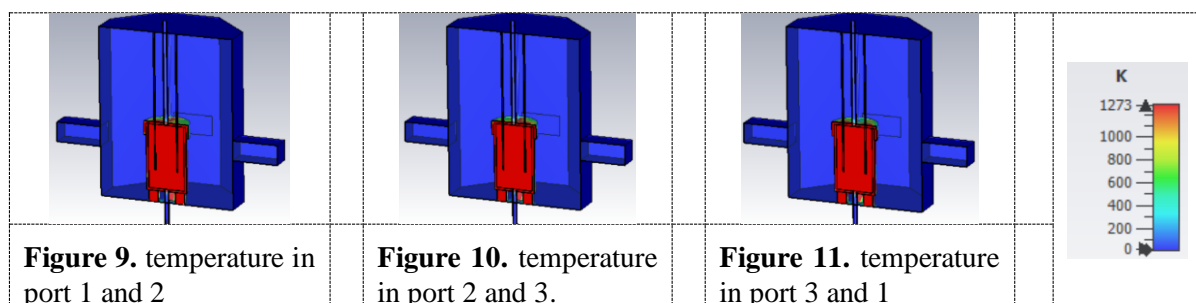 K
1273
1000
800
600
400
200
0
Figure 9. temperature in
port 1 and 2
Figure 10. temperature
in port 2 and 3.
Figure 11. temperature
in port 3 and 1